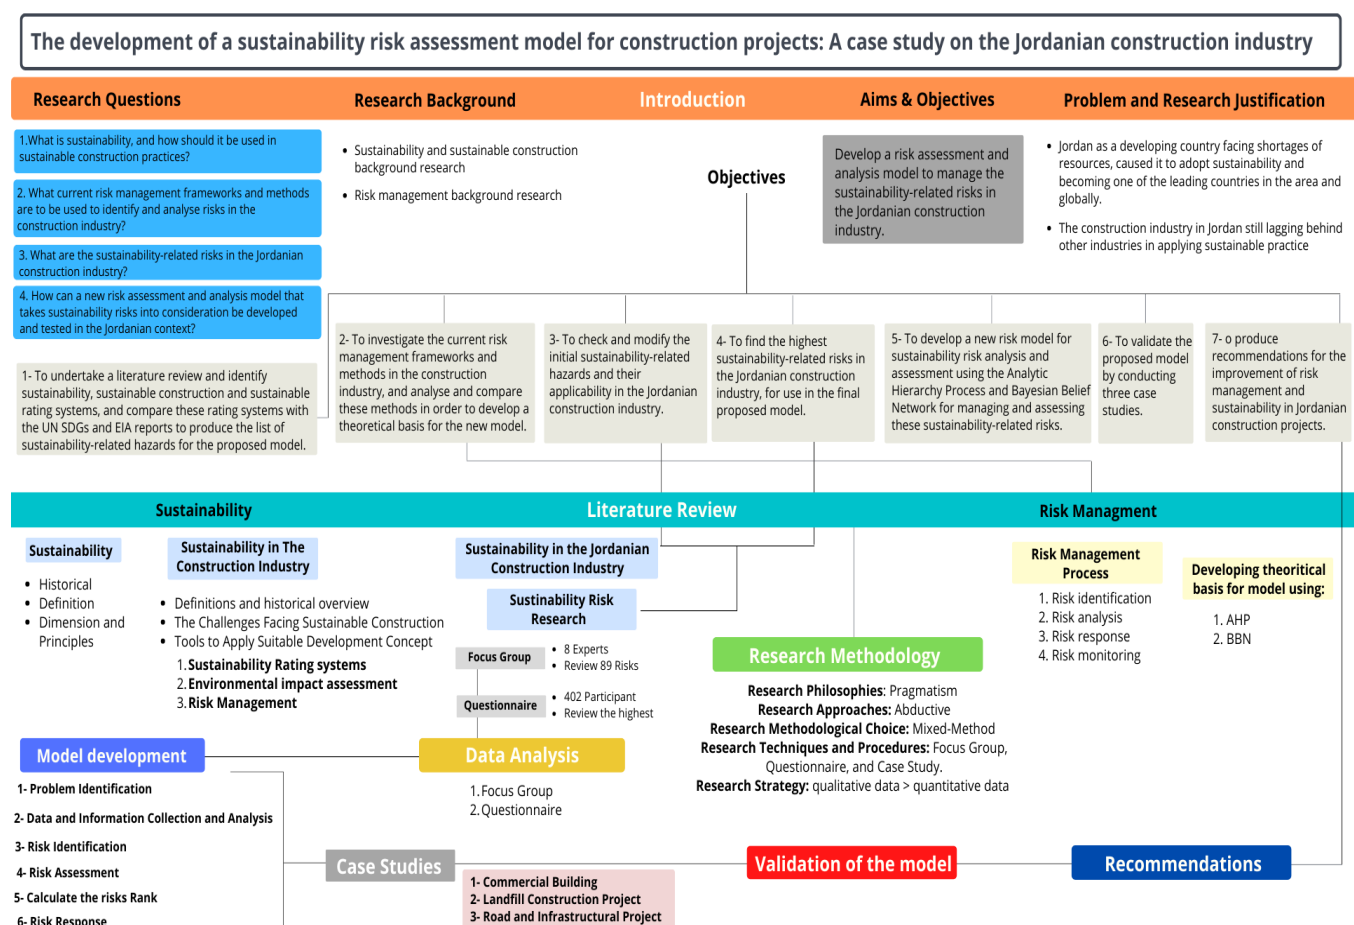 The development of a sustainability risk assessment model for construction projects: A case study on the Jordanian construction industry
Research Questions
Research Background
Introduction
Aims & Objectives
Problem and Research Justification
1.What is sustainability, and how should it be used in
sustainable construction practices?
2. What current risk management frameworks and methods
are to be used to identify and analyse risks in the
construction industry?
3. What are the sustainability-related risks in the Jordanian
construction industry?
4. How can a new risk assessment and analysis model that
takes sustainability risks into consideration be developed
and tested in the Jordanian context?
• Sustainability and sustainable construction
background research
• Risk management background research
Objectives
Develop a risk assessment and
analysis model to manage the
sustainability-related risks in
the Jordanian construction
industry.
• Jordan as a developing country facing shortages of
resources, caused it to adopt sustainability and
becoming one of the leading countries in the area and
globally.
• The construction industry in Jordan still lagging behind
other industries in applying sustainable practice
1- To undertake a literature review and identify
sustainability, sustainable construction and sustainable
rating systems, and compare these rating systems with
the UN SDGs and EIA reports to produce the list of
sustainability-related hazards for the proposed model.
2- To investigate the current risk
management frameworks and
methods in the construction
industry, and analyse and compare
these methods in order to develop a
theoretical basis for the new model.
3- To check and modify the
initial sustainability-related
hazards and their
applicability in the Jordanian
construction industry.
4- To find the highest
sustainability-related risks in
the Jordanian construction
industry, for use in the final
proposed model.
5- To develop a new risk model for
sustainability risk analysis and
assessment using the Analytic
Hierarchy Process and Bayesian Belief
Network for managing and assessing
these sustainability-related risks.
6- To validate the
proposed model
by conducting
three case
studies.
7- o produce
recommendations for the
improvement of risk
management and
sustainability in Jordanian
construction projects.
Sustainability
Literature Review
Risk Managment
Sustainability
• Historical
• Definition
• Dimension and
Principles
Sustainability in The
Construction Industry
• Definitions and historical overview
• The Challenges Facing Sustainable Construction
• Tools to Apply Suitable Development Concept
1.Sustainability Rating systems
2.Environmental impact assessment
3.Risk Management
Sustainability in the Jordanian
Construction Industry
Sustinability Risk
Research
Focus Group
• 8 Experts
• Review 89 Risks
Questionnaire
• 402 Participant
• Review the highest
Risk Management
Process
1. Risk identification
2. Risk analysis
3. Risk response
4. Risk monitoring
Developing theoritical
basis for model using:
1. AHP
2. BBN
Research Methodology
Research Philosophies: Pragmatism
Research Approaches: Abductive
Research Methodological Choice: Mixed-Method
Research Techniques and Procedures: Focus Group,
Questionnaire, and Case Study.
Research Strategy: qualitative data > quantitative data
Model development
1- Problem Identification
2- Data and Information Collection and Analysis
3- Risk Identification
4- Risk Assessment
5- Calculate the risks Rank
6- Risk Response
Data Analysis
1.Focus Group
2.Questionnaire
Case Studies
1- Commercial Building
2- Landfill Construction Project
3- Road and Infrastructural Project
Validation of the model
Recommendations